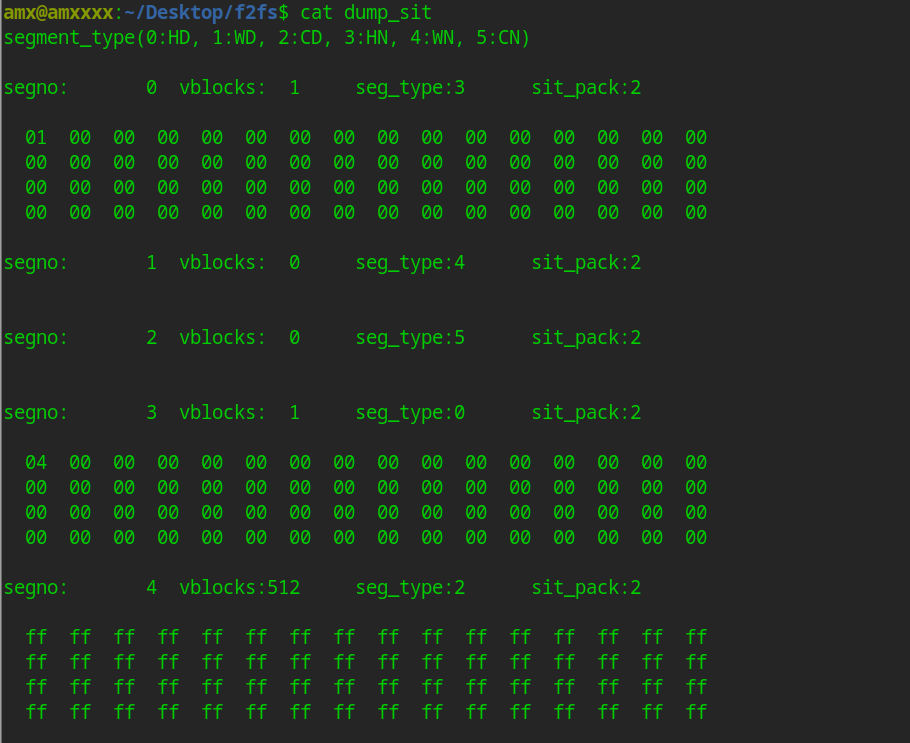 amx@amxxxx:~/Desktop/f2fs$ cat dump_sit
segment_type(0:HD, 1:WD, 2:CD, 3:HN, 4:WN, 5:CN)
segno:       0  vblocks:  1     seg_type:3      sit_pack:2
01  00  00  00  00  00  00  00  00  00  00  00  00  00  00  00
00  00  00  00  00  00  00  00  00  00  00  00  00  00  00  00
00  00  00  00  00  00  00  00  00  00  00  00  00  00  00  00
00  00  00  00  00  00  00  00  00  00  00  00  00  00  00  00
segno:       1  vblocks:  0     seg_type:4      sit_pack:2
segno:       2  vblocks:  0     seg_type:5      sit_pack:2
segno:       3  vblocks:  1     seg_type:0      sit_pack:2
04  00  00  00  00  00  00  00  00  00  00  00  00  00  00  00
00  00  00  00  00  00  00  00  00  00  00  00  00  00  00  00
00  00  00  00  00  00  00  00  00  00  00  00  00  00  00  00
00  00  00  00  00  00  00  00  00  00  00  00  00  00  00  00
segno:       4  vblocks:512     seg_type:2      sit_pack:2
ff  ff  ff  ff  ff  ff  ff  ff  ff  ff  ff  ff  ff  ff  ff  ff
ff  ff  ff  ff  ff  ff  ff  ff  ff  ff  ff  ff  ff  ff  ff  ff
ff  ff  ff  ff  ff  ff  ff  ff  ff  ff  ff  ff  ff  ff  ff  ff
ff  ff  ff  ff  ff  ff  ff  ff  ff  ff  ff  ff  ff  ff  ff  ff